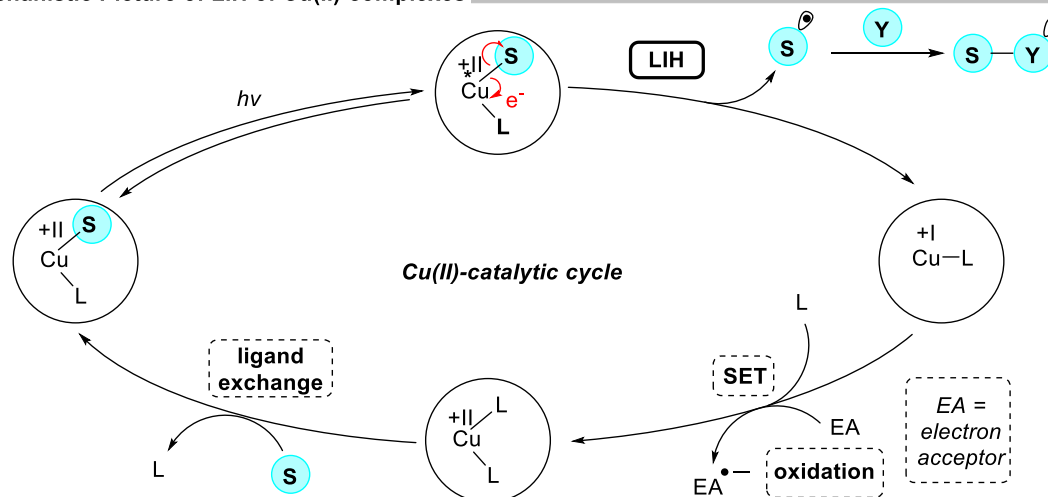 +II
*
Cu
S
e-
L
LIH
S
Y
S
Y
hν
+II
S
Cu
L
Cu(II)-catalytic cycle
+I
Cu
L
L
SET
EA
EA•−
oxidation
EA =
electron
acceptor
+II
L
Cu
L
ligand
exchange
L
S